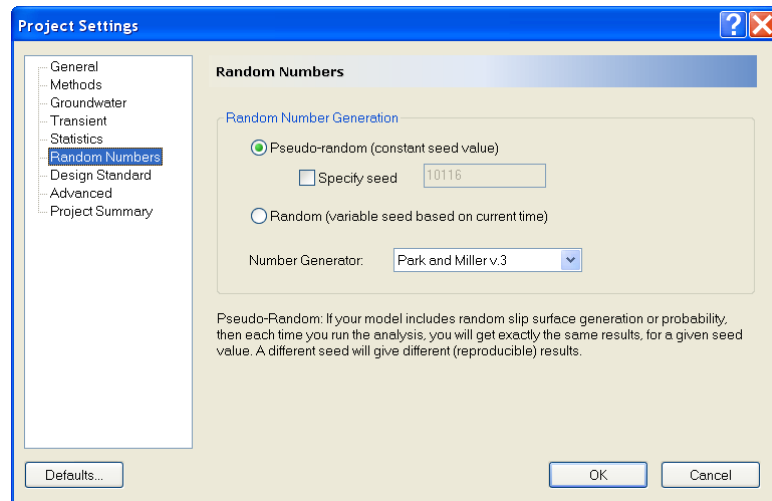 Project Settings
General
Methods
Groundwater
Transient
Statistics
Random Numbers
Design Standard
Advanced
Project Summary
Random Numbers
Random Number Generation
Pseudo-random (constant seed value)
Specify seed 10116
Random (variable seed based on current time)
Number Generator: Park and Miller v.3
Pseudo-Random: If your model includes random slip surface generation or probability,
then each time you run the analysis, you will get exactly the same results, for a given seed
value. A different seed will give different (reproducible) results.
Defaults... OK Cancel